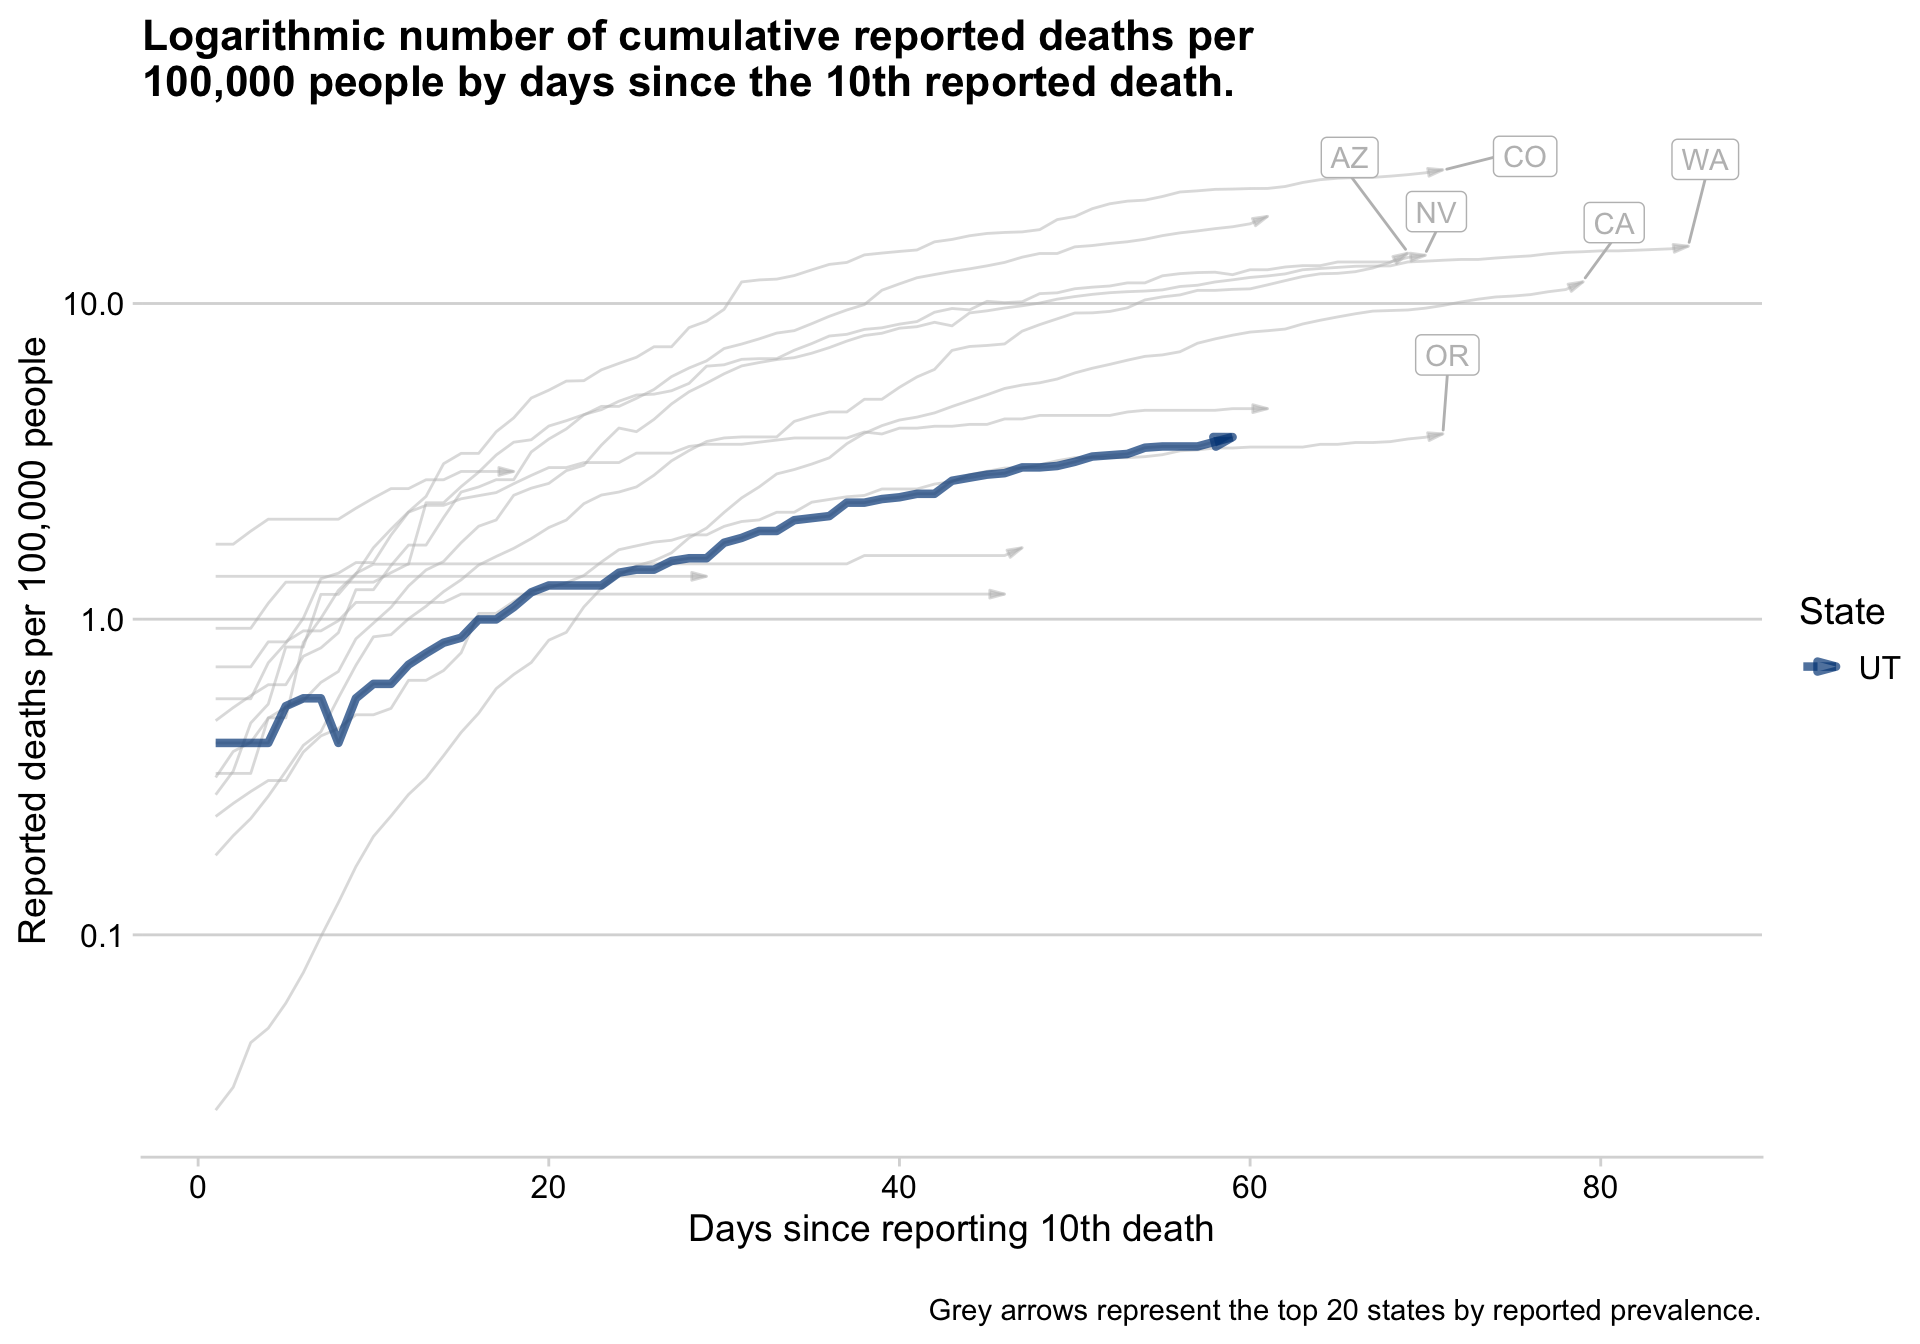 Logarithmic number of cumulative reported deaths per
100,000 people by days since the 10th reported death.
AZ
CO
WA
NV
CA
OR
10.0
1.0
0.1
Reported deaths per 100,000 people
State
UT
0
20
40
60
80
Days since reporting 10th death
Grey arrows represent the top 20 states by reported prevalence.